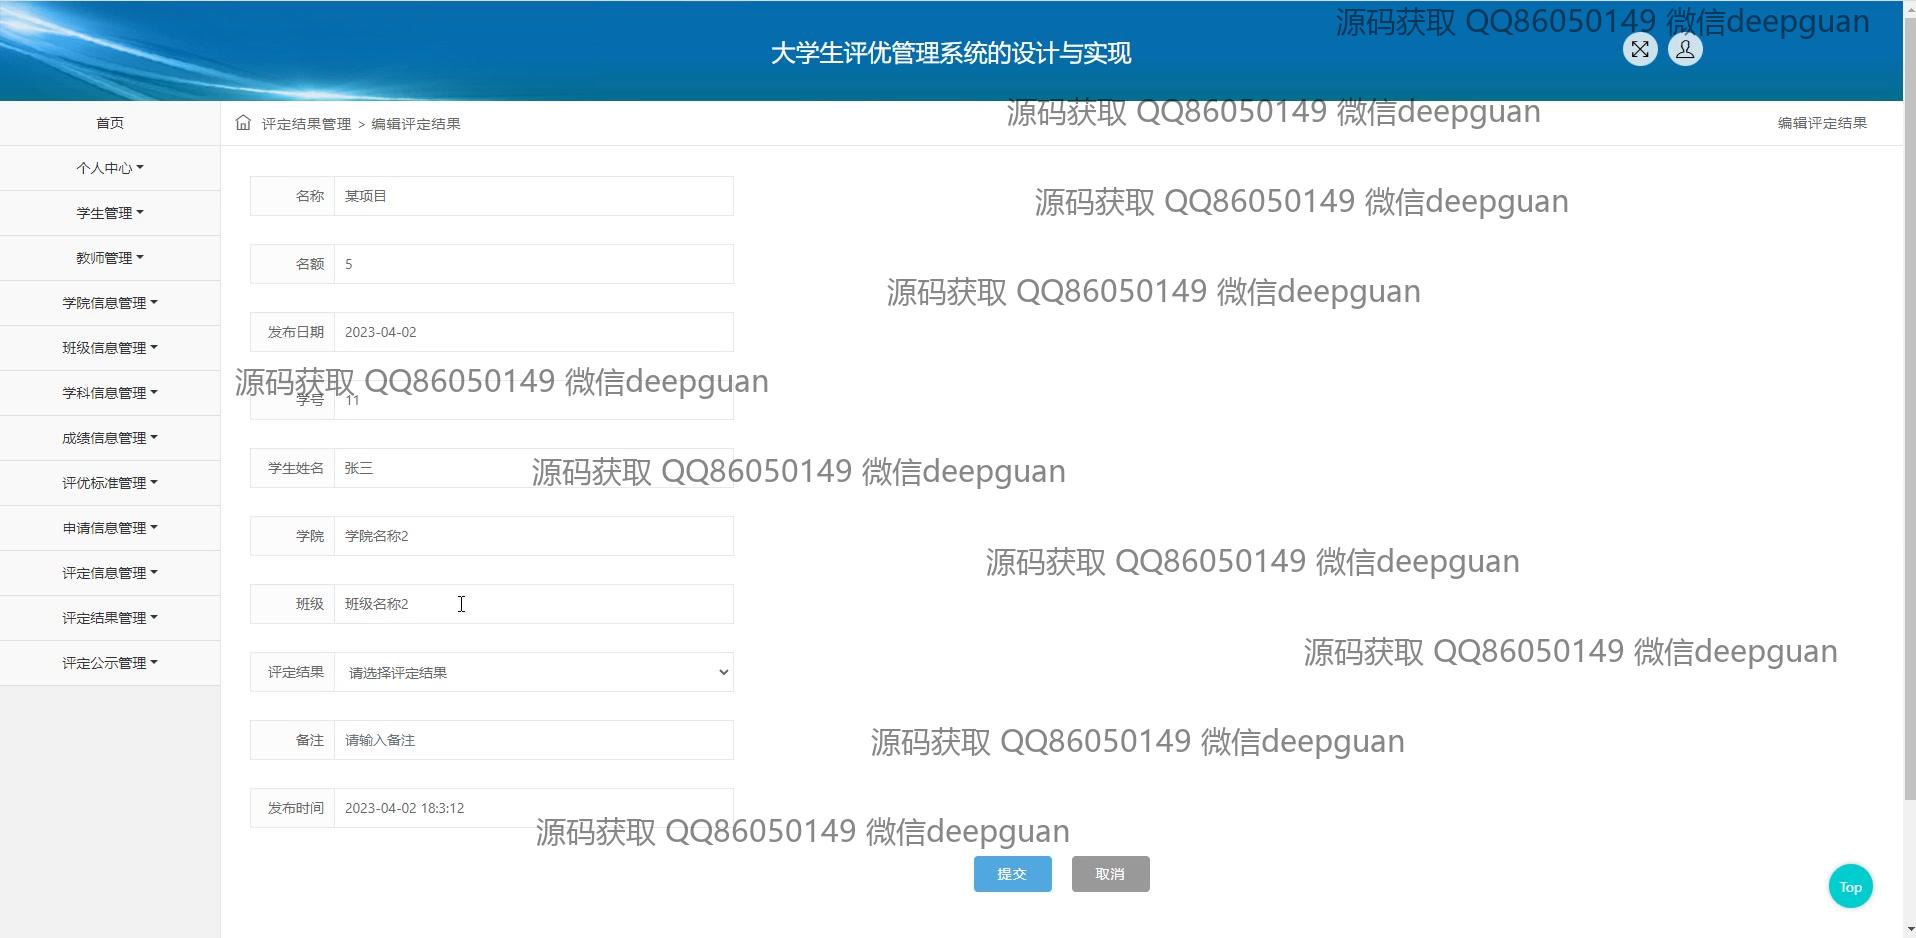 源码获取 QQ86050149 微信deepguan
大学生评优管理系统的设计与实现
首页
个人中心
学生管理
教师管理
学院信息管理
班级信息管理
学科信息管理
成绩信息管理
评优标准管理
申请信息管理
评定信息管理
评定结果管理
评定公示管理
评定结果管理 > 编辑评定结果
源码获取 QQ86050149 微信deepguan
编辑评定结果
名称 某项目
源码获取 QQ86050149 微信deepguan
名额 5
源码获取 QQ86050149 微信deepguan
发布日期 2023-04-02
源码获取 QQ86050149 微信deepguan
学号 11
学生姓名 张三
源码获取 QQ86050149 微信deepguan
学院 学院名称2
源码获取 QQ86050149 微信deepguan
班级 班级名称2
源码获取 QQ86050149 微信deepguan
评定结果 请选择评定结果
备注 请输入备注
源码获取 QQ86050149 微信deepguan
发布时间 2023-04-02 18:3:12
源码获取 QQ86050149 微信deepguan
提交 取消
Top